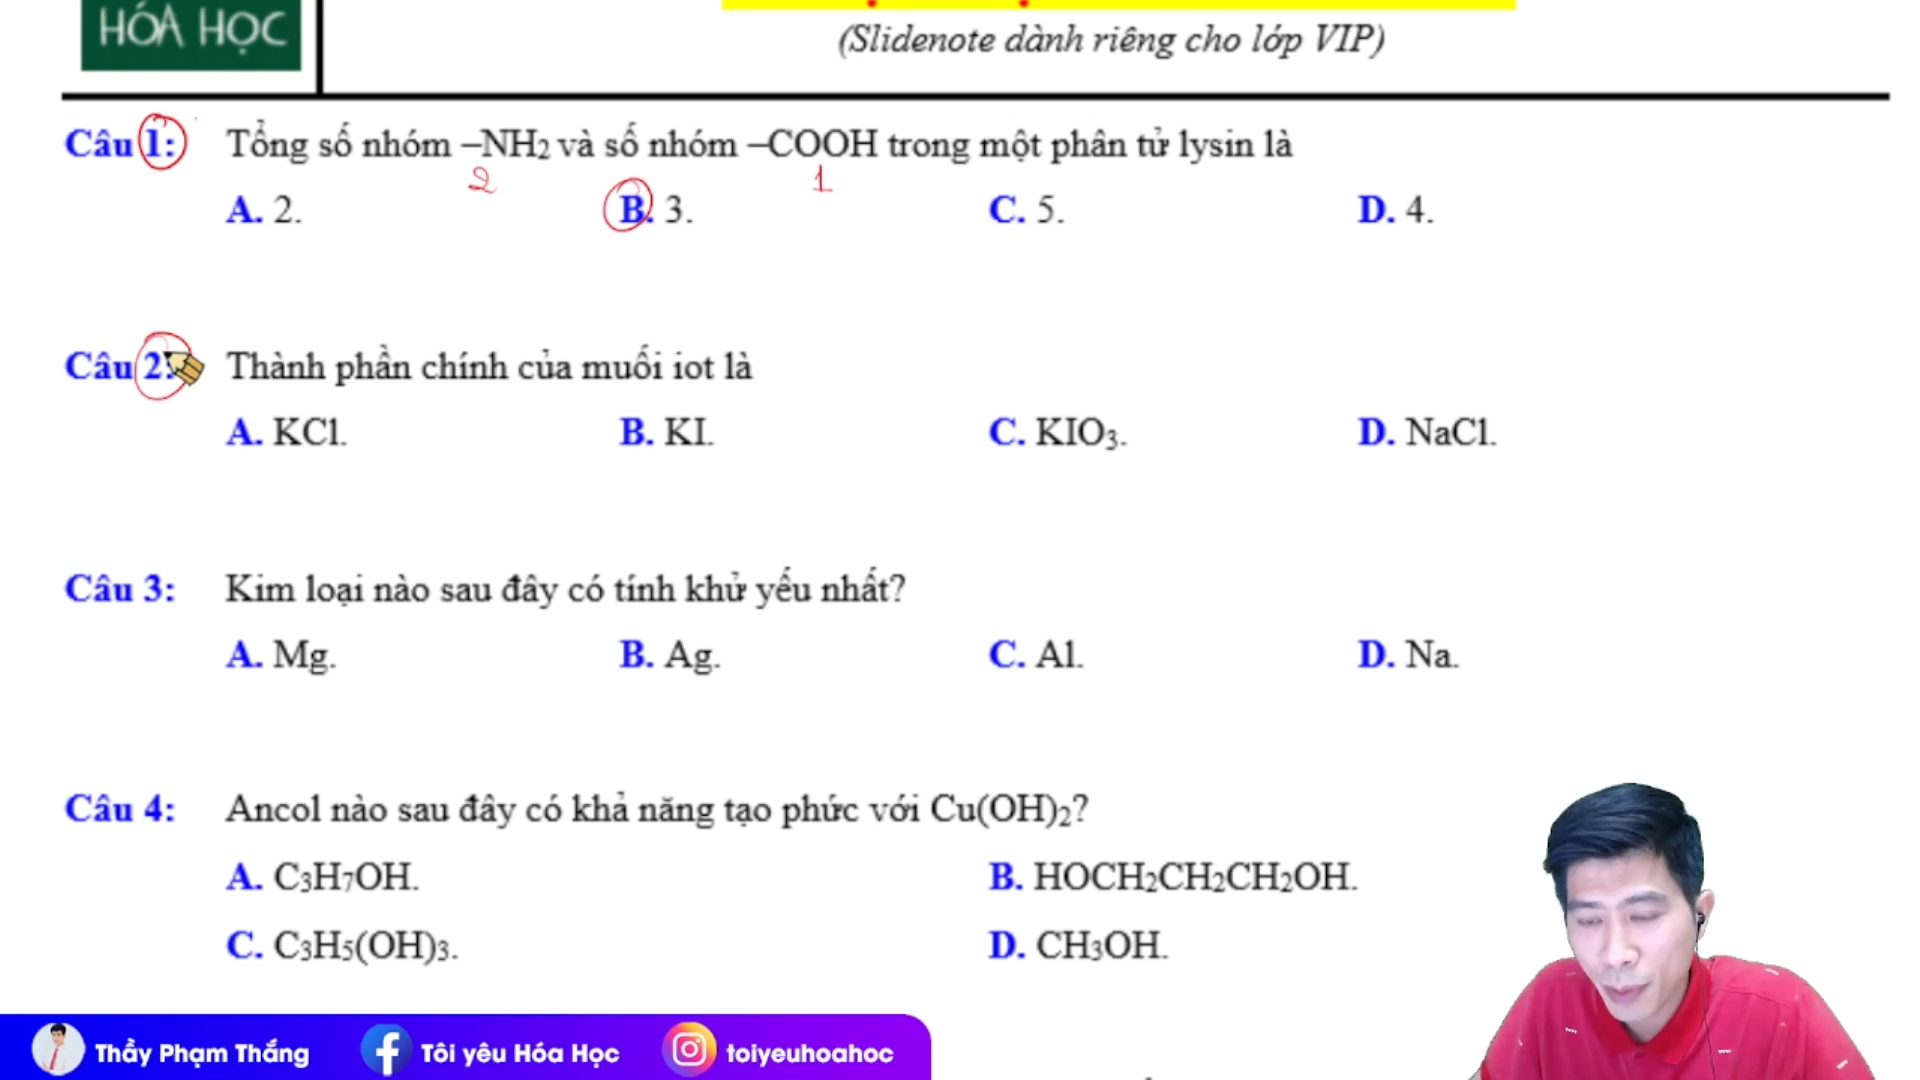 HÓA HỌC
(Slidenote dành riêng cho lớp VIP)
Câu 1: Tổng số nhóm –NH2 và số nhóm –COOH trong một phân tử lysin là
2 1
A. 2. B. 3. C. 5. D. 4.
Câu 2: Thành phần chính của muối iot là
A. KCl. B. KI. C. KIO3. D. NaCl.
Câu 3: Kim loại nào sau đây có tính khử yếu nhất?
A. Mg. B. Ag. C. Al. D. Na.
Câu 4: Ancol nào sau đây có khả năng tạo phức với Cu(OH)2?
A. C3H7OH. B. HOCH2CH2CH2OH.
C. C3H5(OH)3. D. CH3OH.
Thầy Phạm Thắng Tôi yêu Hóa Học toiyeuhoahoc